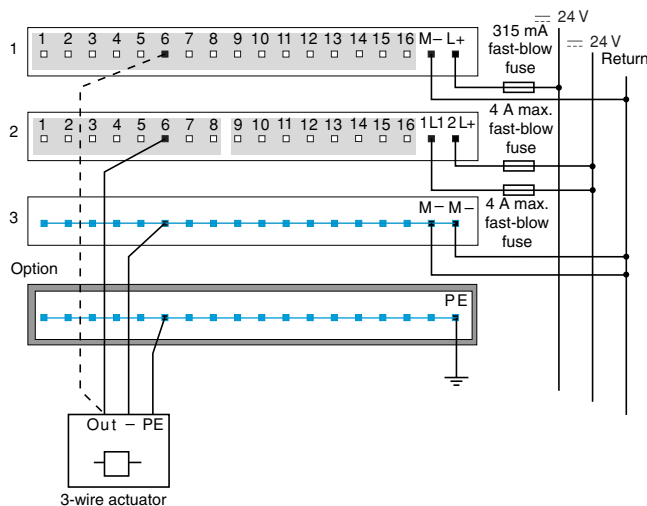 24 V
315 mA
fast-blow
fuse
24 V
Return
1
1 2 3 4 5 6 7 8 9 10 11 12 13 14 15 16 M– L+
4 A max.
fast-blow
fuse
2
1 2 3 4 5 6 7 8 9 10 11 12 13 14 15 16 1L1 2L+
4 A max.
fast-blow
fuse
3
M– M–
Option
PE
Out – PE
3-wire actuator